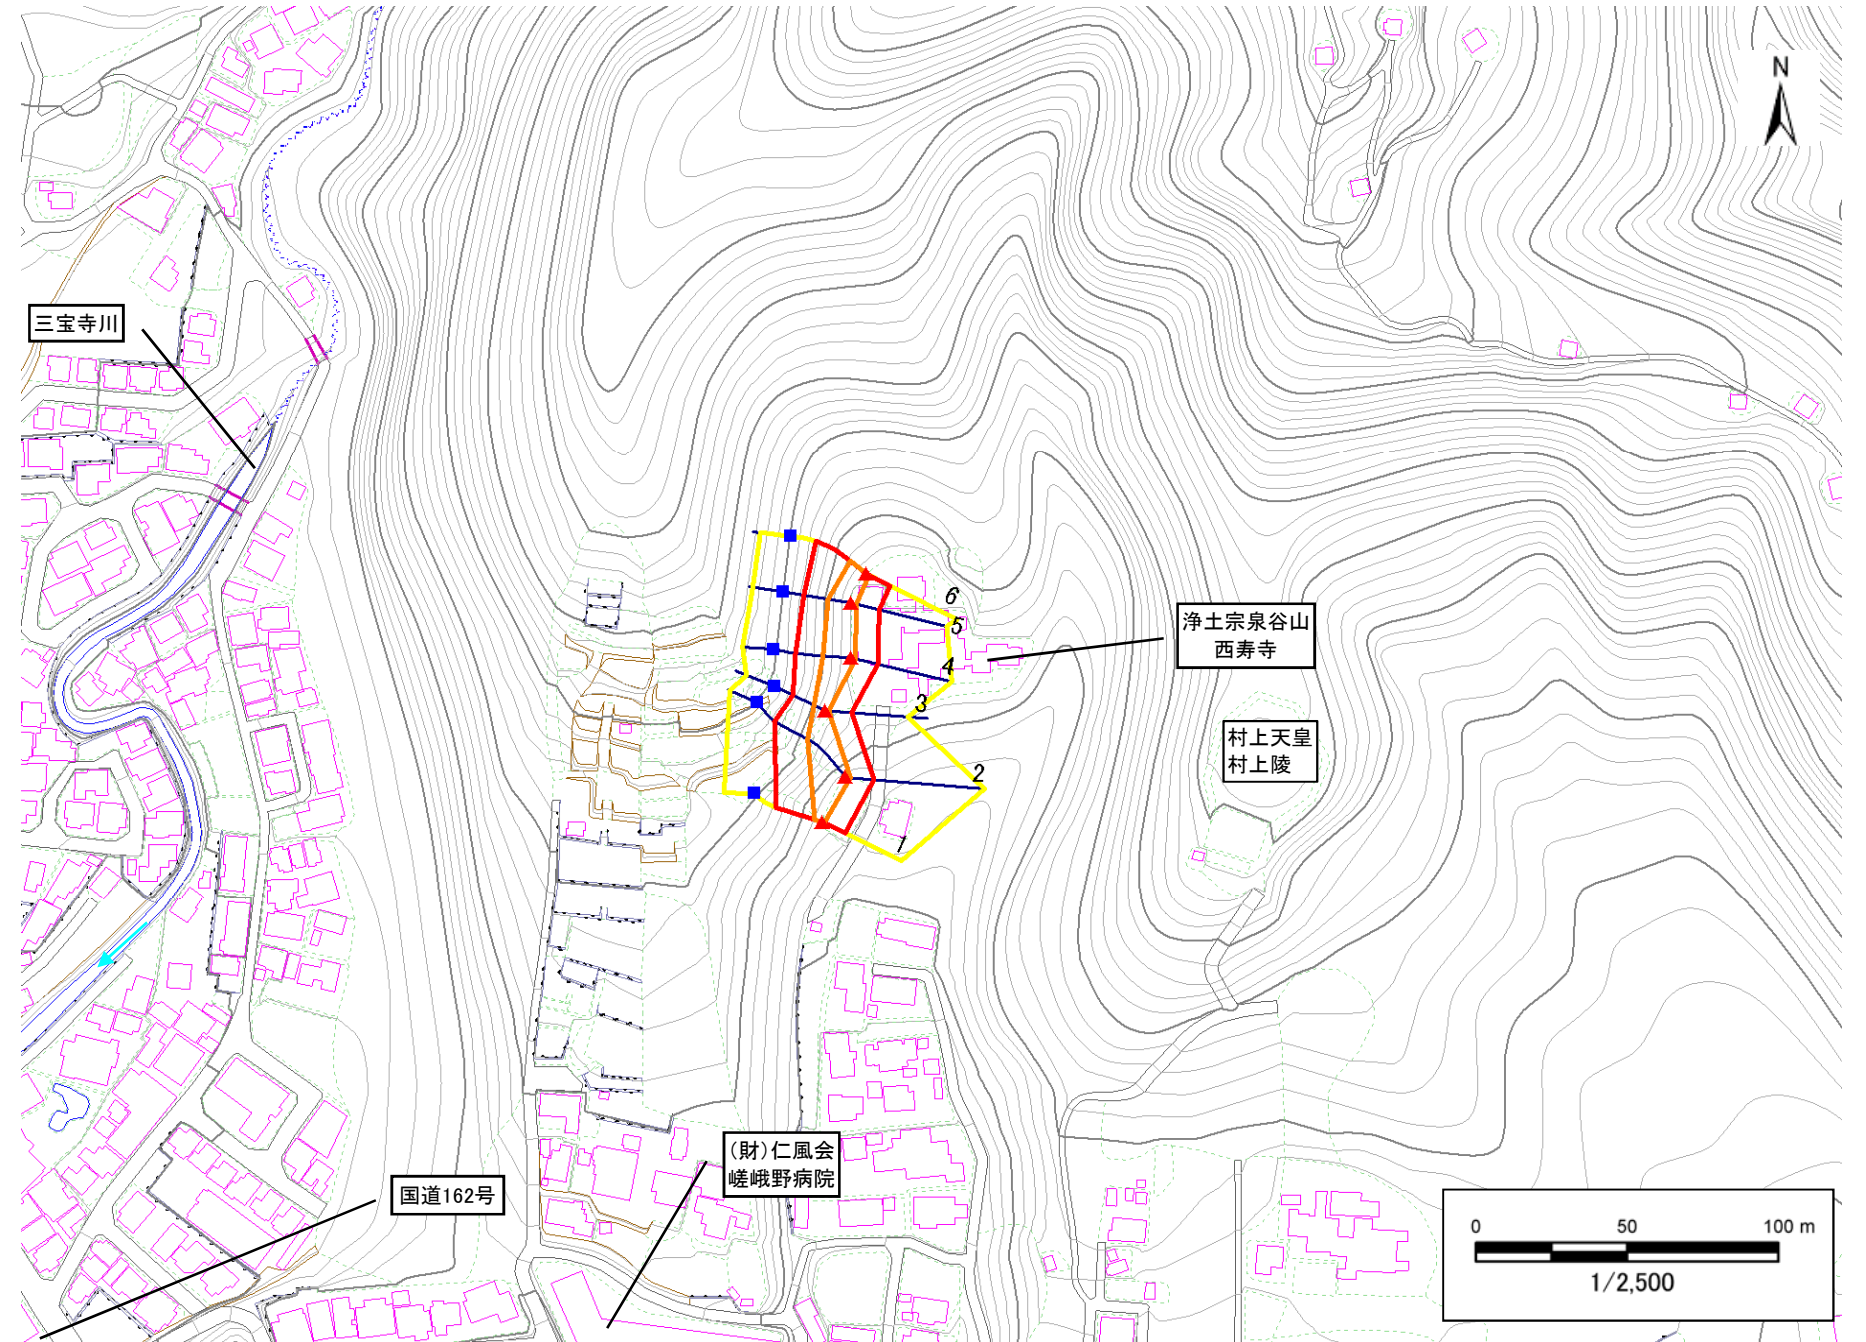 N
三宝寺川
6
5
浄土宗泉谷山
西寿寺
4
3
村上天皇
村上陵
2
1
(財)仁風会
嵯峨野病院
国道162号
0 50 100 m
1/2,500